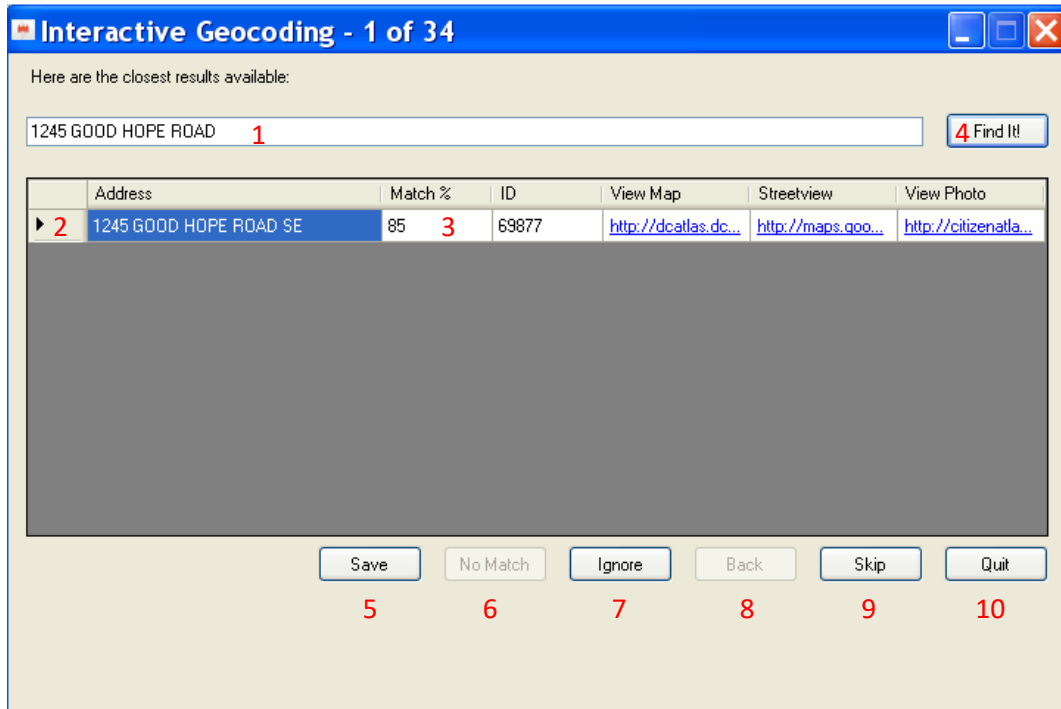 Interactive Geocoding - 1 of 34
Here are the closest results available:
1245 GOOD HOPE ROAD 1
4 Find It!
Address Match % ID View Map Streetview View Photo
2 1245 GOOD HOPE ROAD SE 85 3 69877 http://dcatlas.dc... http://maps.goo... http://citizenatla...
Save No Match Ignore Back Skip Quit
5 6 7 8 9 10